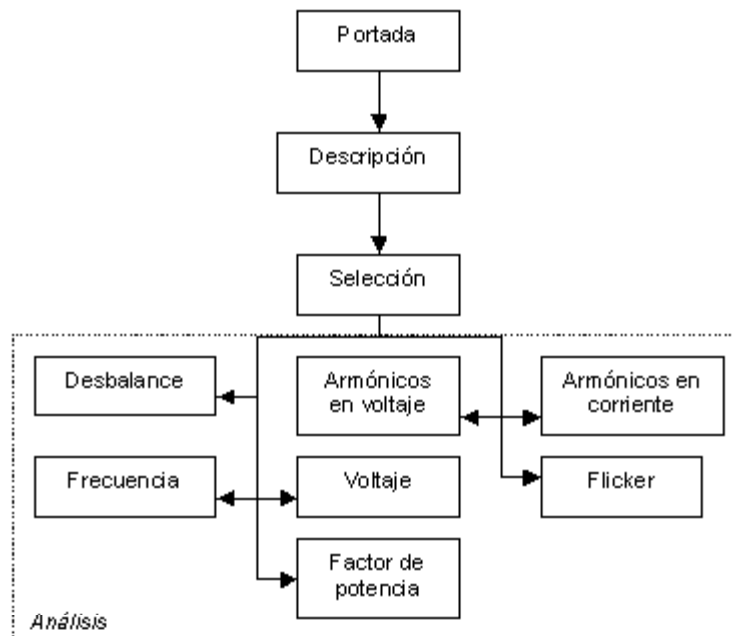 Portada
Descripción
Selección
Desbalance
Armónicos
en voltaje
Armónicos en
corriente
Frecuencia
Voltaje
Flicker
Factor de
potencia
Análisis